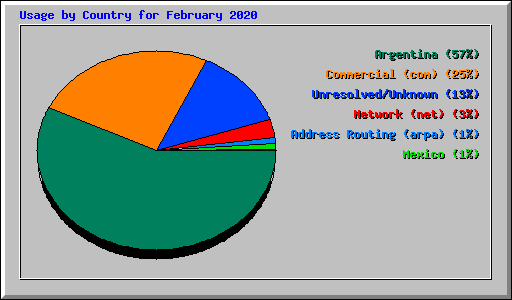 Usage by Country for February 2020
Argentina (57%)
Commercial (com) (25%)
Unresolved/Unknown (13%)
Network (net) (3%)
Address Routing (arpa) (1%)
Mexico (1%)